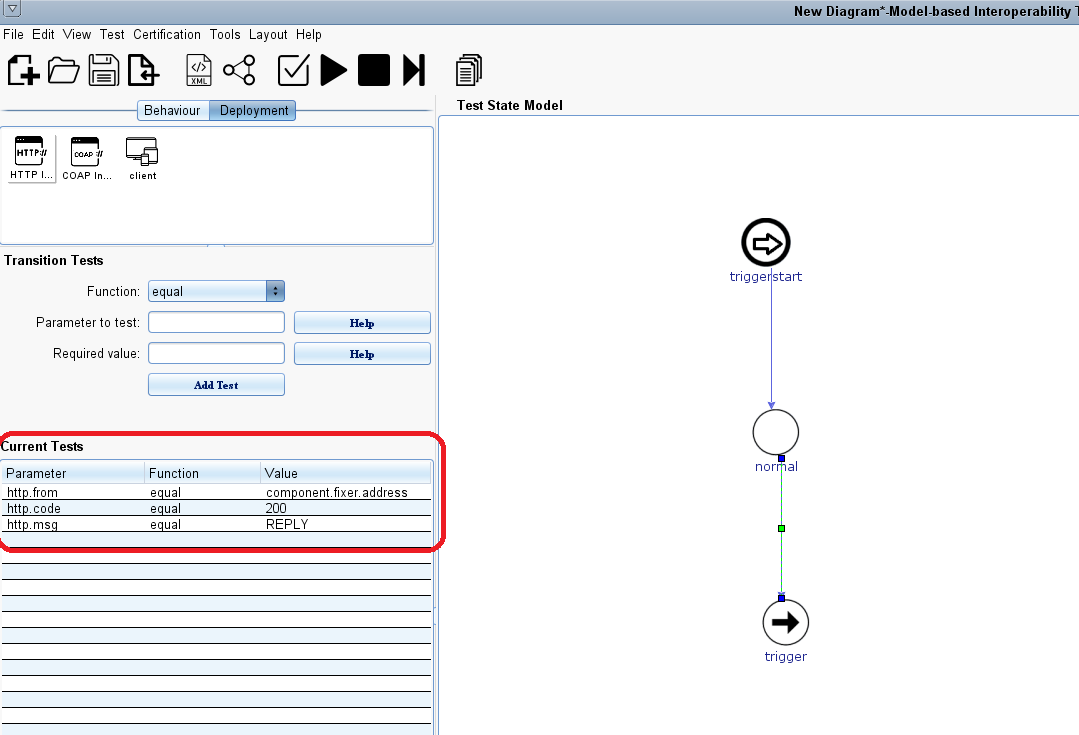 New Diagram*-Model-based Interoperability T
File Edit View Test Certification Tools Layout Help
XML
Behaviour Deployment
Test State Model
HTTP://
COAP://
HTTP I...
COAP In...
client
Transition Tests
Function: equal
Parameter to test: Help
Required value: Help
Add Test
Current Tests
Parameter Function Value
http.from equal component.fixer.address
http.code equal 200
http.msg equal REPLY
triggerstart
normal
trigger